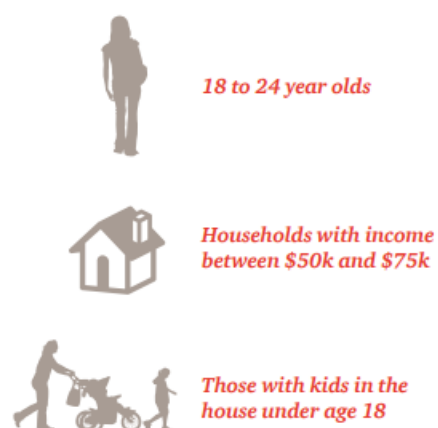 18 to 24 year olds
Households with income
between $50k and $75k
Those with kids in the
house under age 18